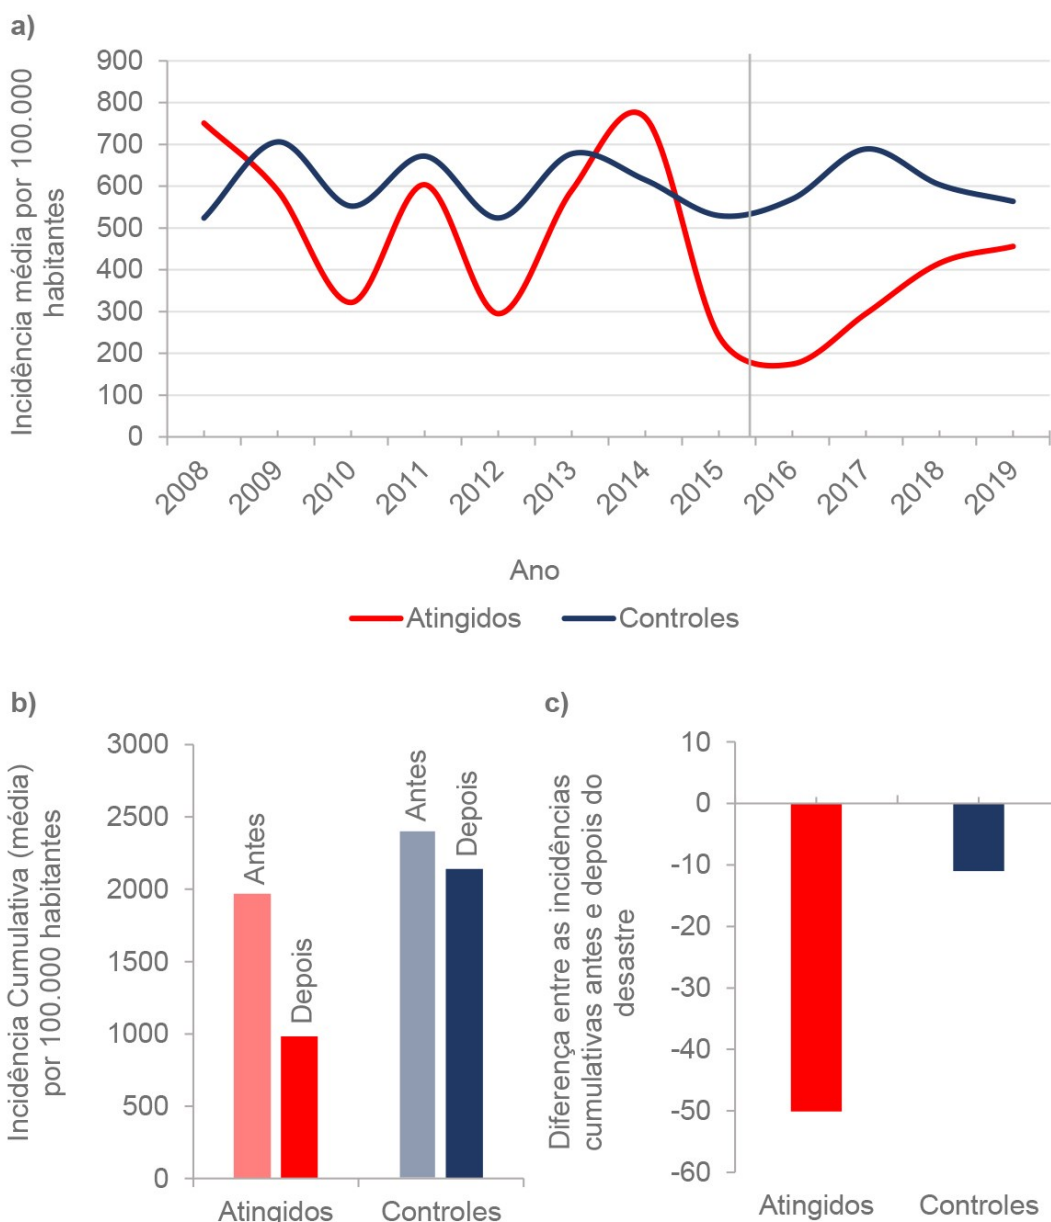 a)
Incidência média por 100.000
habitantes
900
800
700
600
500
400
300
200
100
0
2008
2009
2010
2011
2012
2013
2014
2015
2016
2017
2018
2019
Ano
Atingidos
Controles
b)
Incidência Cumulativa (média)
por 100.000 habitantes
3000
2500
2000
1500
1000
500
0
Antes
Depois
Antes
Depois
Atingidos
Controles
c)
Diferença entre as incidências
cumulativas antes e depois do
desastre
10
0
-10
-20
-30
-40
-50
-60
Atingidos
Controles